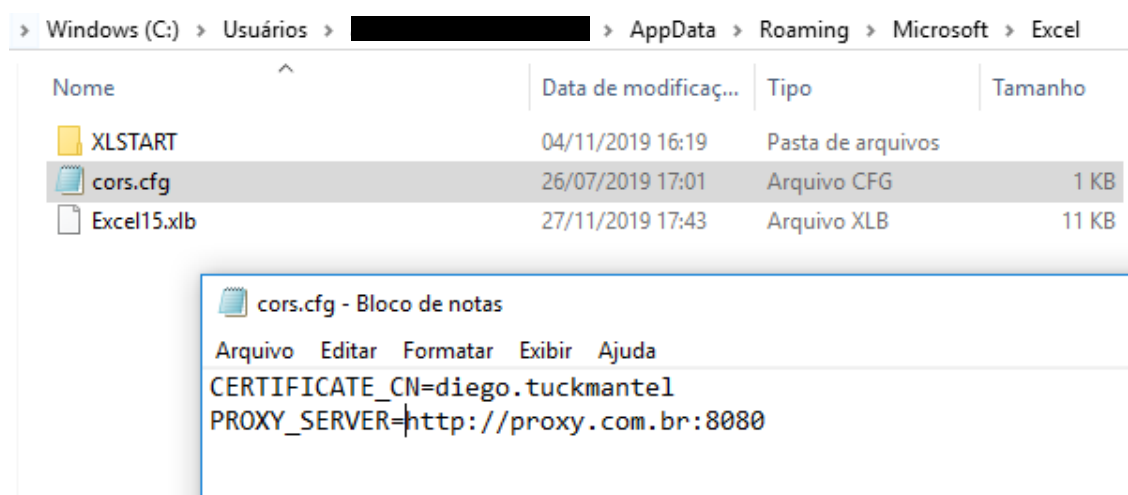 > Windows (C:) > Usuários > > AppData > Roaming > Microsoft > Excel
Nome Data de modificaç... Tipo Tamanho
XLSTART 04/11/2019 16:19 Pasta de arquivos
cors.cfg 26/07/2019 17:01 Arquivo CFG 1 KB
Excel15.xlb 27/11/2019 17:43 Arquivo XLB 11 KB
cors.cfg - Bloco de notas
Arquivo Editar Formatar Exibir Ajuda
CERTIFICATE_CN=diego.tuckmantel
PROXY_SERVER=http://proxy.com.br:8080